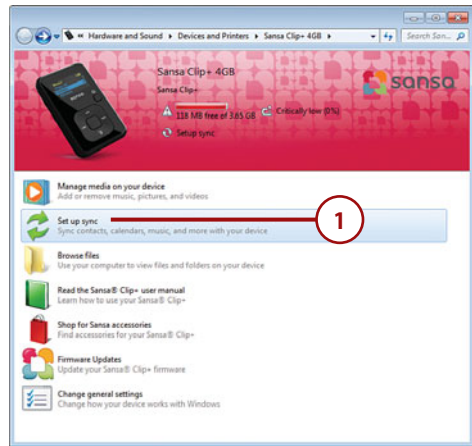 « Hardware and Sound ▸ Devices and Printers ▸ Sansa Clip+ 4GB ▸
Search San...
Sansa Clip+ 4GB
Sansa Clip+
118 MB free of 3.65 GB
Critically low (0%)
Setup sync
sansa
Manage media on your device
Add or remove music, pictures, and videos
Set up sync
Sync contacts, calendars, music, and more with your device
1
Browse files
Use your computer to view files and folders on your device
Read the Sansa® Clip+ user manual
Learn how to use your Sansa® Clip+
Shop for Sansa accessories
Find accessories for your Sansa® Clip+
Firmware Updates
Update your Sansa® Clip+ firmware
Change general settings
Change how your device works with Windows